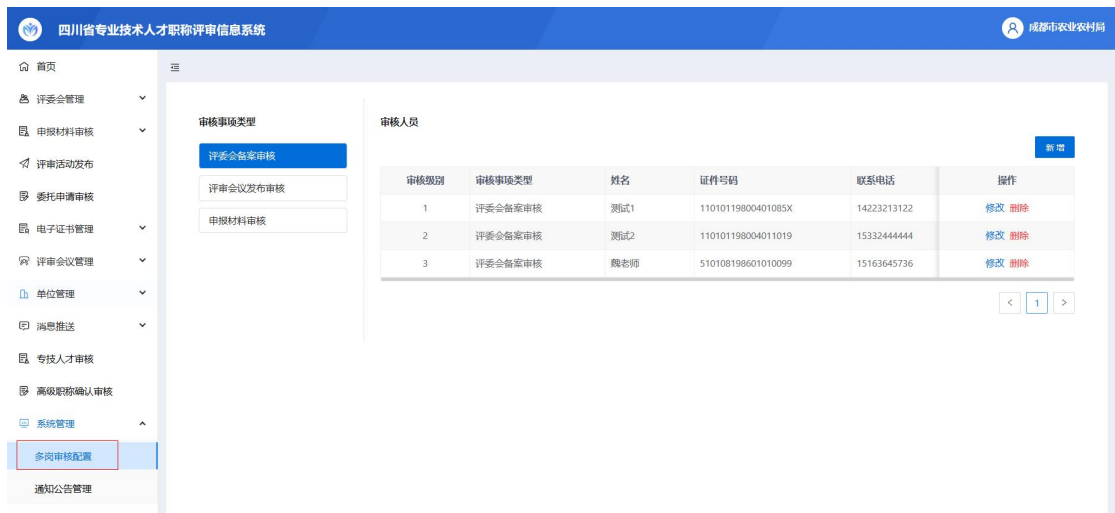 四川省专业技术人才职称评审信息系统
成都市农业农村局
首页
评委会管理
申报材料审核
评审活动发布
委托申请审核
电子证书管理
评审会议管理
单位管理
消息推送
专技人才审核
高级职称确认审核
系统管理
多岗审核配置
通知公告管理
审核事项类型
评委会备案审核
评审会议发布审核
申报材料审核
审核人员
新增
审核级别 审核事项类型 姓名 证件号码 联系电话 操作
1 评委会备案审核 测试1 11010119800401085X 14223213122 修改 删除
2 评委会备案审核 测试2 110101198004011019 15332444444 修改 删除
3 评委会备案审核 魏老师 510108198601010099 15163645736 修改 删除
< 1 >